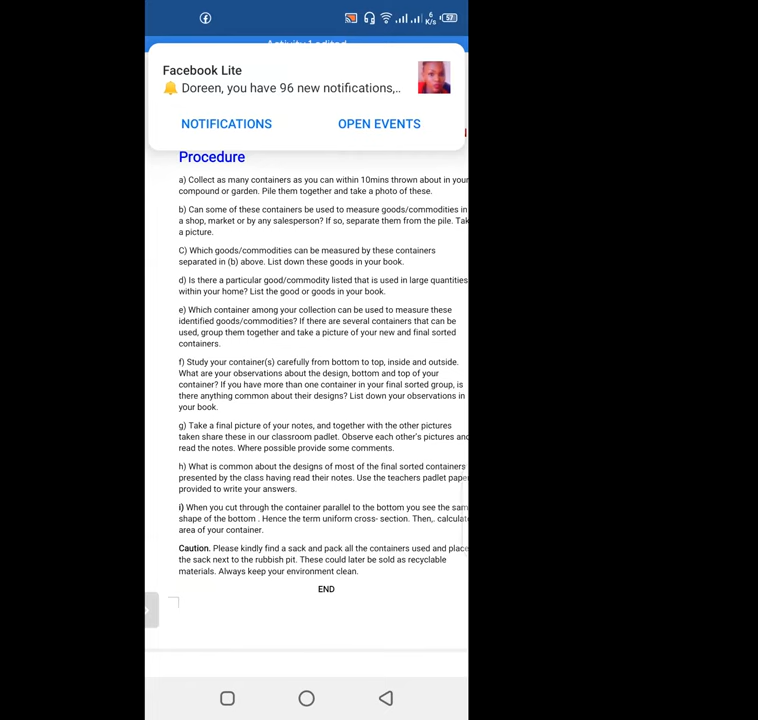 6
K/s
57
Activity 1 edited
Facebook Lite
🔔 Doreen, you have 96 new notifications,..
NOTIFICATIONS
OPEN EVENTS
Procedure
a) Collect as many containers as you can within 10mins thrown about in your
compound or garden. Pile them together and take a photo of these.
b) Can some of these containers be used to measure goods/commodities in
a shop, market or by any salesperson? If so, separate them from the pile. Tak
a picture.
C) Which goods/commodities can be measured by these containers
separated in (b) above. List down these goods in your book.
d) Is there a particular good/commodity listed that is used in large quantities
within your home? List the good or goods in your book.
e) Which container among your collection can be used to measure these
identified goods/commodities? If there are several containers that can be
used, group them together and take a picture of your new and final sorted
containers.
f) Study your container(s) carefully from bottom to top, inside and outside.
What are your observations about the design, bottom and top of your
container? If you have more than one container in your final sorted group, is
there anything common about their designs? List down your observations in
your book.
g) Take a final picture of your notes, and together with the other pictures
taken share these in our classroom padlet. Observe each other's pictures and
read the notes. Where possible provide some comments.
h) What is common about the designs of most of the final sorted containers
presented by the class having read their notes. Use the teachers padlet pape
provided to write your answers.
i) When you cut through the container parallel to the bottom you see the sam
shape of the bottom . Hence the term uniform cross- section. Then,. calculat
area of your container.
Caution. Please kindly find a sack and pack all the containers used and place
the sack next to the rubbish pit. These could later be sold as recyclable
materials. Always keep your environment clean.
END